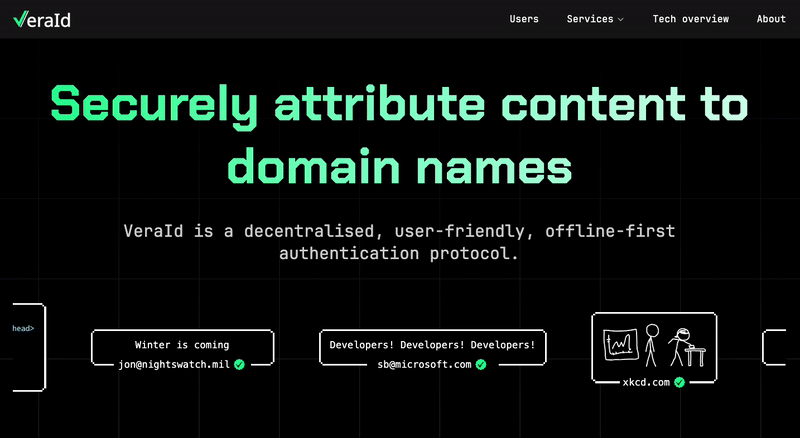 VeraId
Users
Services
Tech overview
About
Securely attribute content to
domain names
VeraId is a decentralised, user-friendly, offline-first
authentication protocol.
head>
Winter is coming
jon@nightswatch.mil
Developers! Developers! Developers!
sb@microsoft.com
xkcd.com